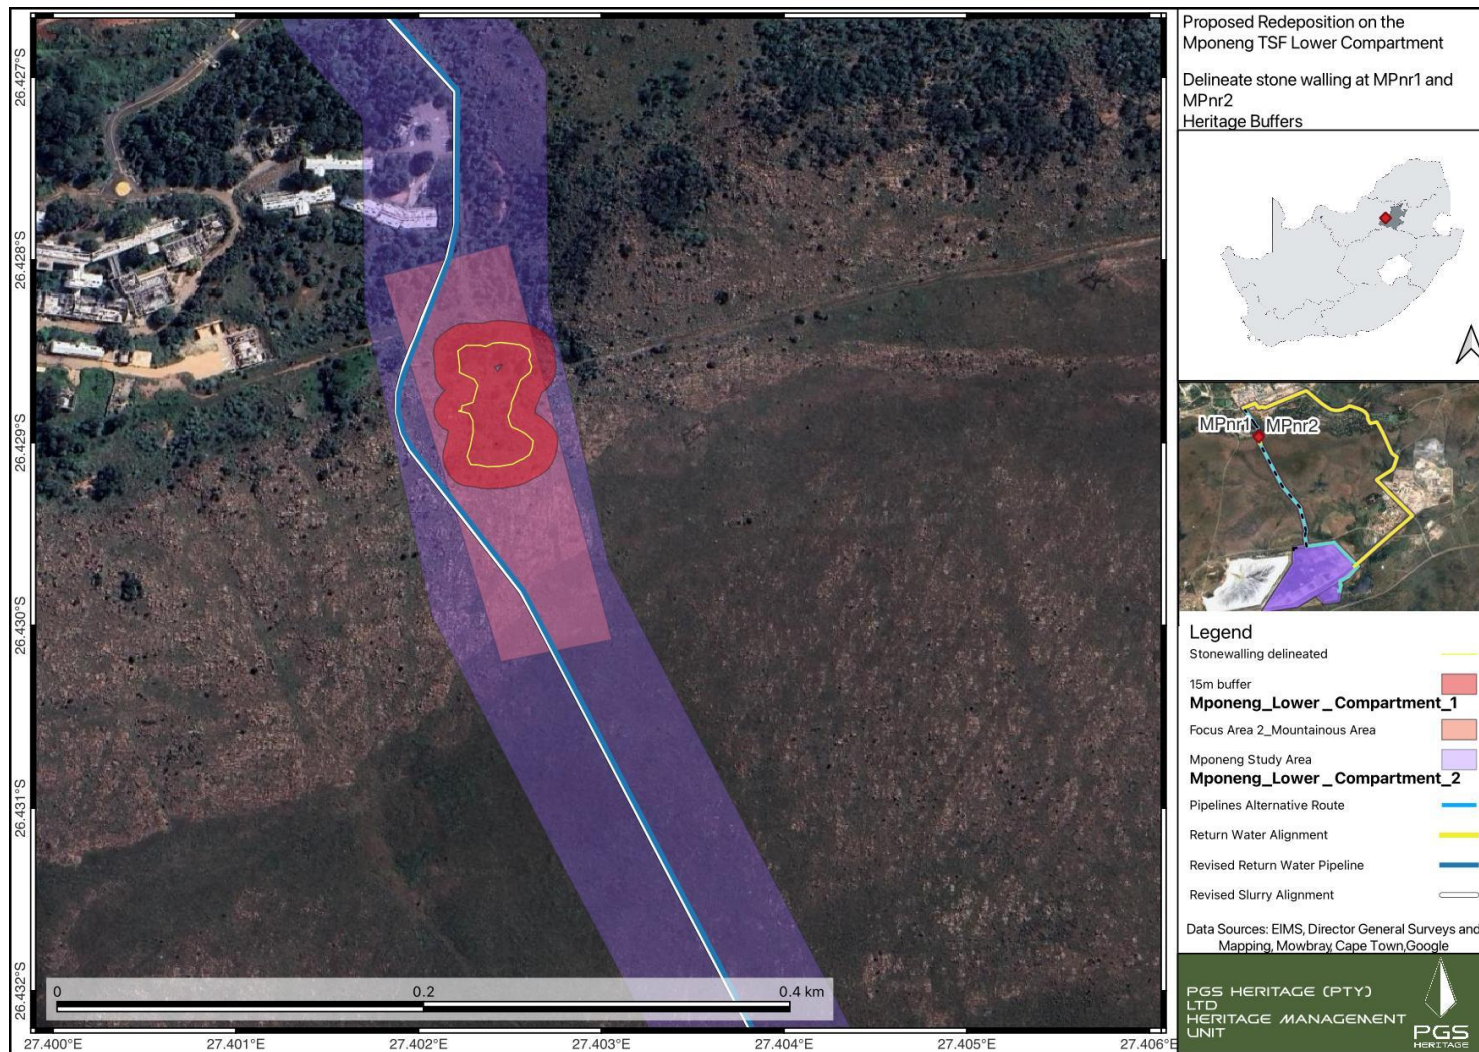 Proposed Redeposition on the
Mponeng TSF Lower Compartment
Delineate stone walling at MPnr1 and
MPnr2
Heritage Buffers
26.427°S
26.428°S
26.429°S
26.430°S
26.431°S
26.432°S
0 0.2 0.4 km
27.400°E 27.401°E 27.402°E 27.403°E 27.404°E 27.405°E 27.406°E
MPnr1 MPnr2
Legend
Stonewalling delineated
15m buffer
Mponeng_Lower_Compartment_1
Focus Area 2_Mountainous Area
Mponeng Study Area
Mponeng_Lower_Compartment_2
Pipelines Alternative Route
Return Water Alignment
Revised Return Water Pipeline
Revised Slurry Alignment
Data Sources: EIMS, Director General Surveys and
Mapping, Mowbray, Cape Town,Google
PGS HERITAGE (PTY)
LTD
HERITAGE MANAGEMENT
UNIT
PGS
HERITAGE